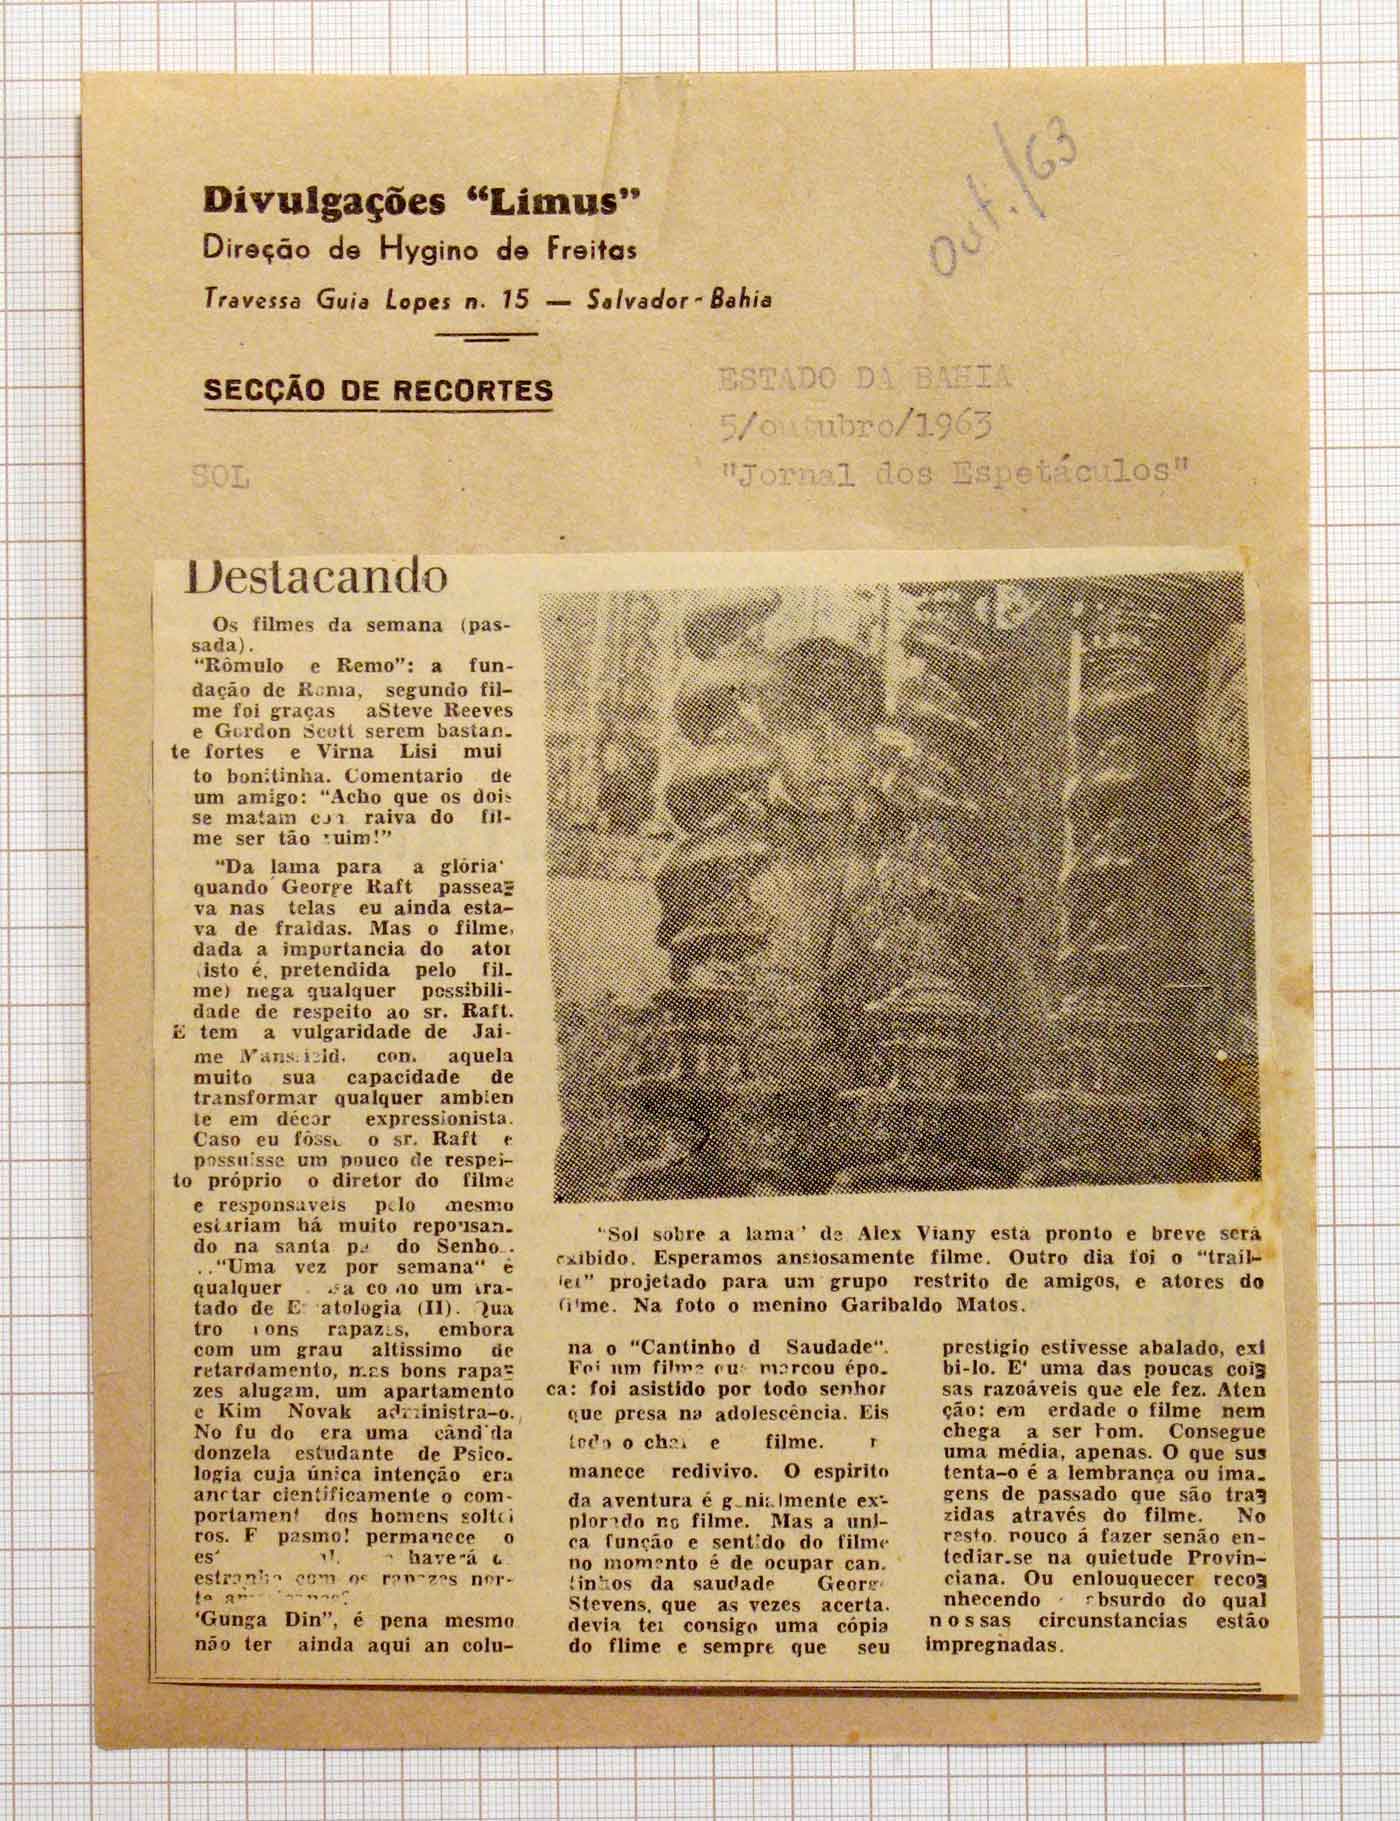 Out./63
Divulgações “Limus”
Direção de Hygino de Freitas
Travessa Guia Lopes n. 15 — Salvador-Bahia
SECÇÃO DE RECORTES
ESTADO DA BAHIA
5/outubro/1963
SOL
"Jornal dos Espetáculos"
Destacando
Os filmes da semana (pas-
sada).
“Rômulo e Remo”: a fun-
dação de Roma, segundo fil-
me foi graças aSteve Reeves
e Gordon Scott serem bastan-
te fortes e Virna Lisi mui
to bonitinha. Comentario de
um amigo: “Acho que os dois
se matam com raiva do fil-
me ser tão ruim!”
“Da lama para a glória'
quando George Raft passea-
va nas telas eu ainda esta-
va de fraldas. Mas o filme,
dada a importancia do ator
(isto é, pretendida pelo fil-
me) nega qualquer possibili-
dade de respeito ao sr. Raft.
E tem a vulgaridade de Jai-
me con. aquela
muito sua capacidade de
transformar qualquer ambien
te em décor expressionista.
Caso eu fôsse o sr. Raft e
possuisse um pouco de respei-
to próprio o diretor do filme
e responsaveis pelo mesmo
estariam há muito repousan-
do na santa do
..“Uma vez por semana“ é
qualquer um tra-
tado de (II). Qua
tro rapazes, embora
com um grau altissimo de
retardamento, mas bons rapa-
zes alugam, um apartamento
e Kim Novak administra-o.
No era uma când'da
donzela estudante de Psico-
logia cuja única intenção era
anctar cientificamente o com-
portament dos homens soltei
ros. pasmo! permanece o
haverá
estranho com os rapazes nor-
'Gunga Din”, é pena mesmo
não ter ainda aqui an colu-
“Sol sobre a lama' de Alex Viany está pronto e breve será
exibido. Esperamos ansiosamente filme. Outro dia foi o “trail-
ler” projetado para um grupo restrito de amigos, e atores do
filme. Na foto o menino Garibaldo Matos.
na o "Cantinho d Saudade".
Foi um filme que marcou épo-
ca: foi asistido por todo senhor
que presa na adolescência. Eis
todo o e filme.
manece redivivo. O espirito
da aventura é genialmente ex-
plorado no filme. Mas a uni-
ca função e sentido do filme
no momento é de ocupar can-
tinhos da saudade George
Stevens, que as vezes acerta.
devia ter consigo uma cópia
do flime e sempre que seu
prestigio estivesse abalado, exi
bi-lo. E' uma das poucas coi-
sas razoáveis que ele fez. Aten
ção: em erdade o filme nem
chega a ser bom. Consegue
uma média, apenas. O que sus
tenta-o é a lembrança ou ima-
gens de passado que são tra-
zidas através do filme. No
resto, pouco á fazer senão en-
tediar-se na quietude Provin-
ciana. Ou enlouquecer reco-
nhecendo absurdo do qual
nossas circunstancias estão
impregnadas.